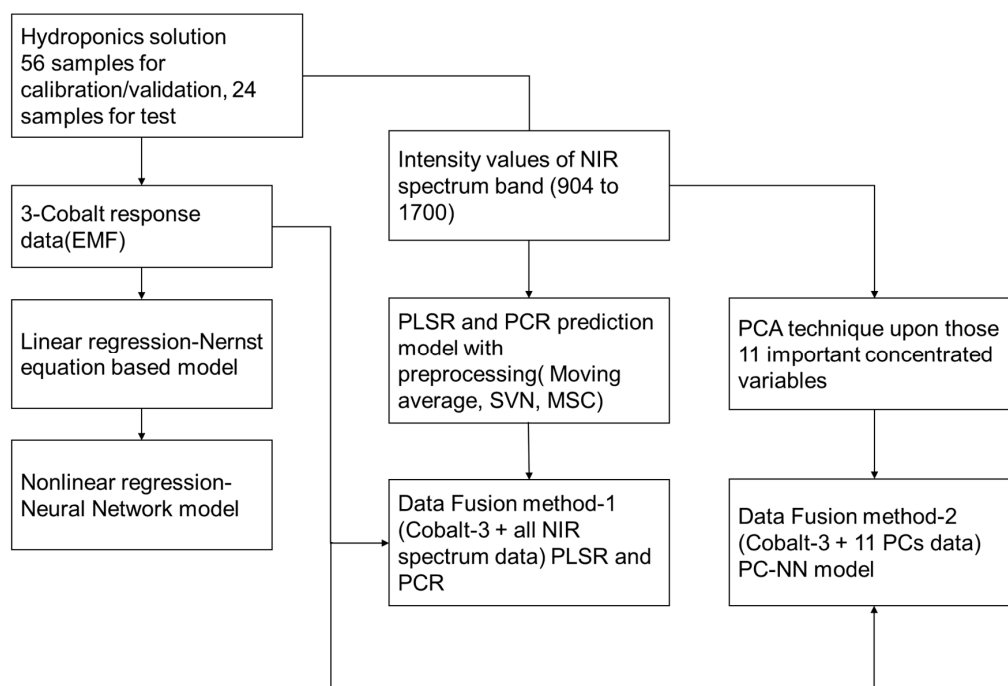 Hydroponics solution
56 samples for
calibration/validation, 24
samples for test
3-Cobalt response
data(EMF)
Linear regression-Nernst
equation based model
Nonlinear regression-
Neural Network model
Intensity values of NIR
spectrum band (904 to
1700)
PLSR and PCR prediction
model with
preprocessing( Moving
average, SVN, MSC)
Data Fusion method-1
(Cobalt-3 + all NIR
spectrum data) PLSR and
PCR
PCA technique upon those
11 important concentrated
variables
Data Fusion method-2
(Cobalt-3 + 11 PCs data)
PC-NN model